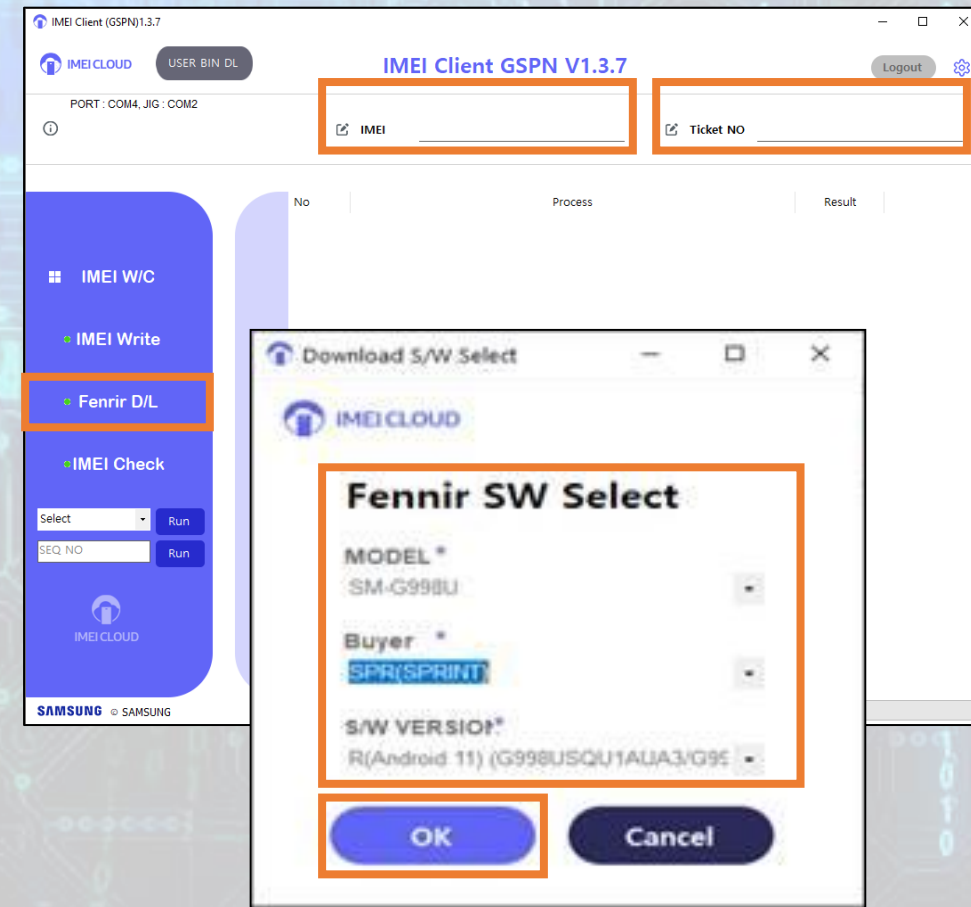 IMEI Client (GSPN)1.3.7
IMEI CLOUD
USER BIN DL
IMEI Client GSPN V1.3.7
Logout
PORT : COM4, JIG : COM2
IMEI
Ticket NO
No Process Result
IMEI W/C
IMEI Write
Fenrir D/L
IMEI Check
Select
Run
SEQ NO
Run
IMEI CLOUD
SAMSUNG © SAMSUNG
Download S/W Select
IMEI CLOUD
Fennir SW Select
MODEL *
SM-G998U
Buyer *
SPR(SPRINT)
S/W VERSION*
R(Android 11) (G998USQU1AUA3/G99
OK
Cancel